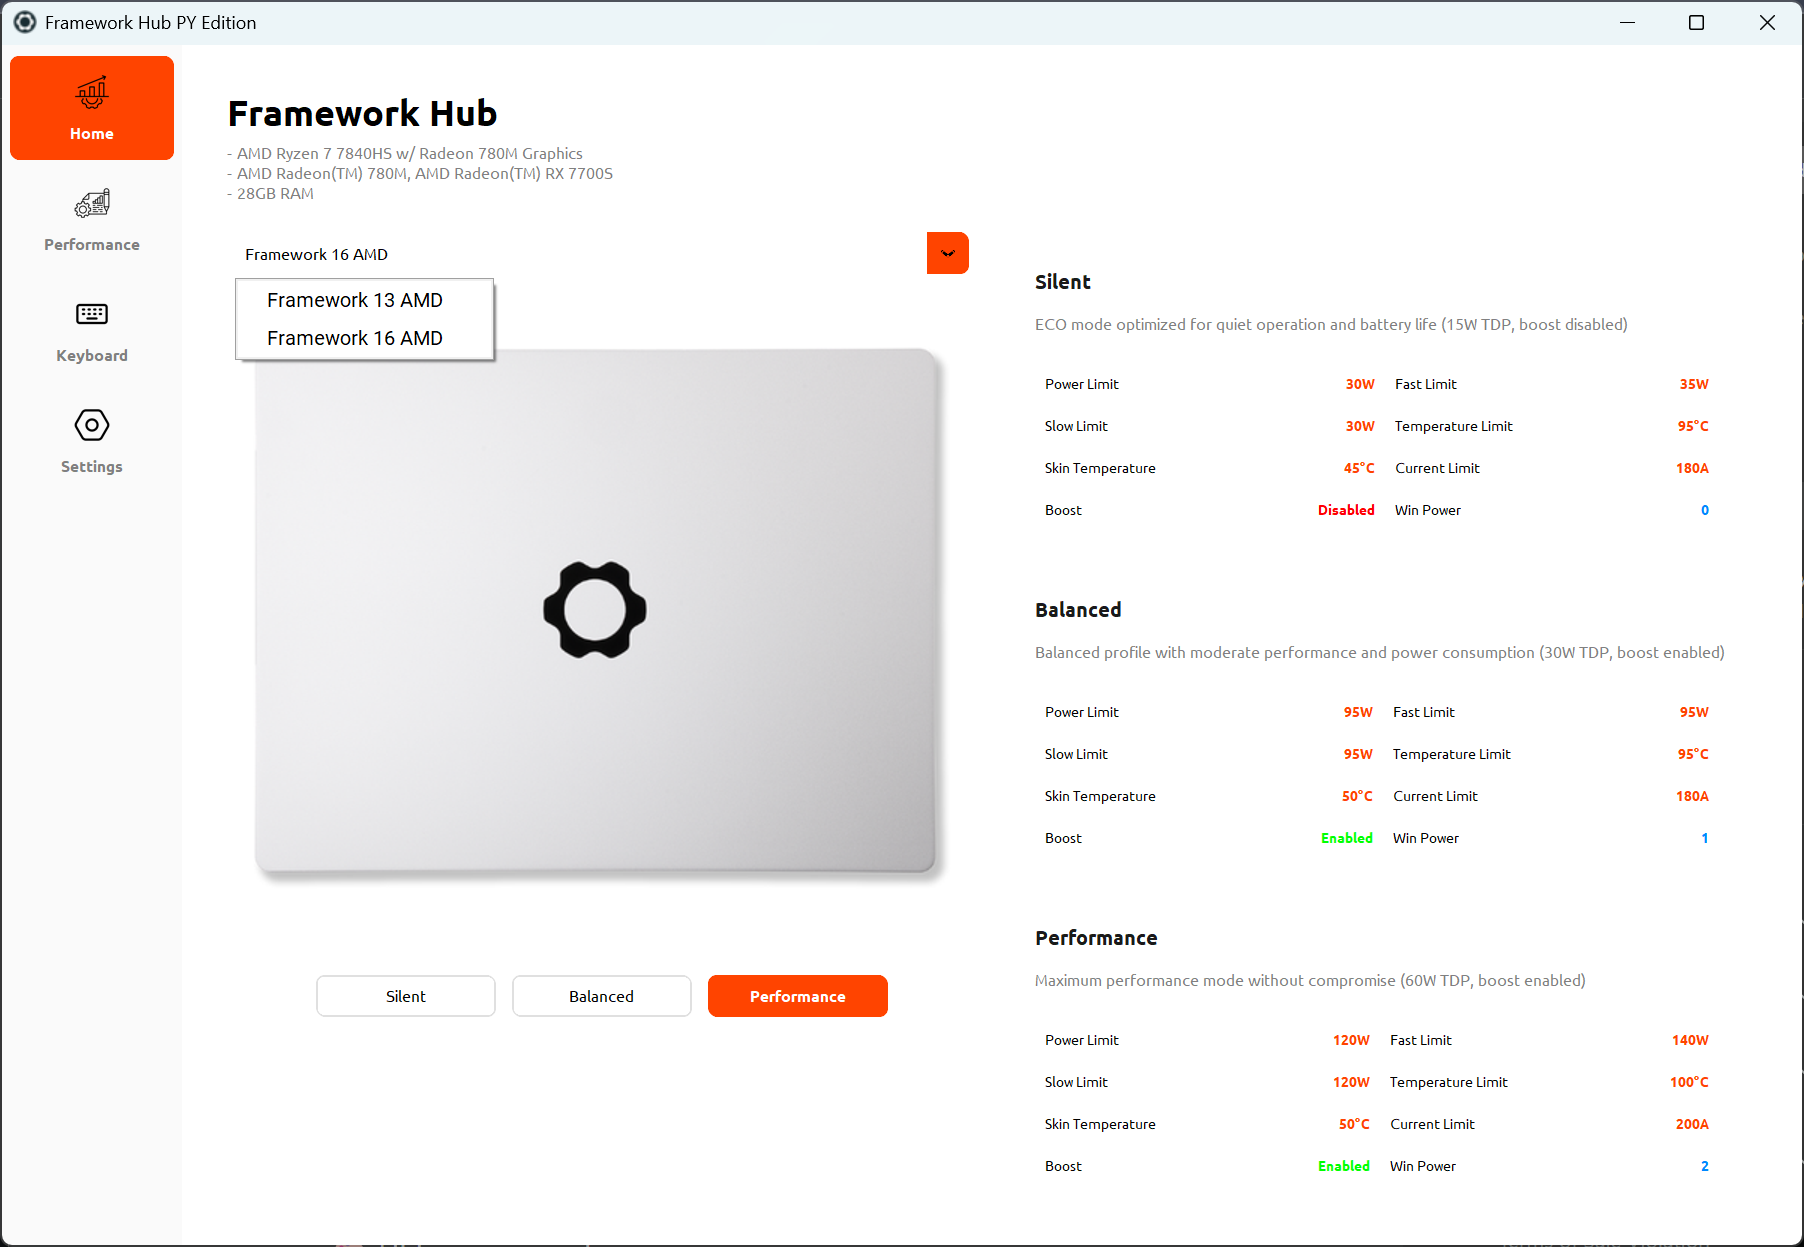 Framework Hub PY Edition
Home
Performance
Keyboard
Settings
Framework Hub
- AMD Ryzen 7 7840HS w/ Radeon 780M Graphics
- AMD Radeon(TM) 780M, AMD Radeon(TM) RX 7700S
- 28GB RAM
Framework 16 AMD
Framework 13 AMD
Framework 16 AMD
Silent
Balanced
Performance
Silent
ECO mode optimized for quiet operation and battery life (15W TDP, boost disabled)
Power Limit 30W Fast Limit 35W
Slow Limit 30W Temperature Limit 95°C
Skin Temperature 45°C Current Limit 180A
Boost Disabled Win Power 0
Balanced
Balanced profile with moderate performance and power consumption (30W TDP, boost enabled)
Power Limit 95W Fast Limit 95W
Slow Limit 95W Temperature Limit 95°C
Skin Temperature 50°C Current Limit 180A
Boost Enabled Win Power 1
Performance
Maximum performance mode without compromise (60W TDP, boost enabled)
Power Limit 120W Fast Limit 140W
Slow Limit 120W Temperature Limit 100°C
Skin Temperature 50°C Current Limit 200A
Boost Enabled Win Power 2